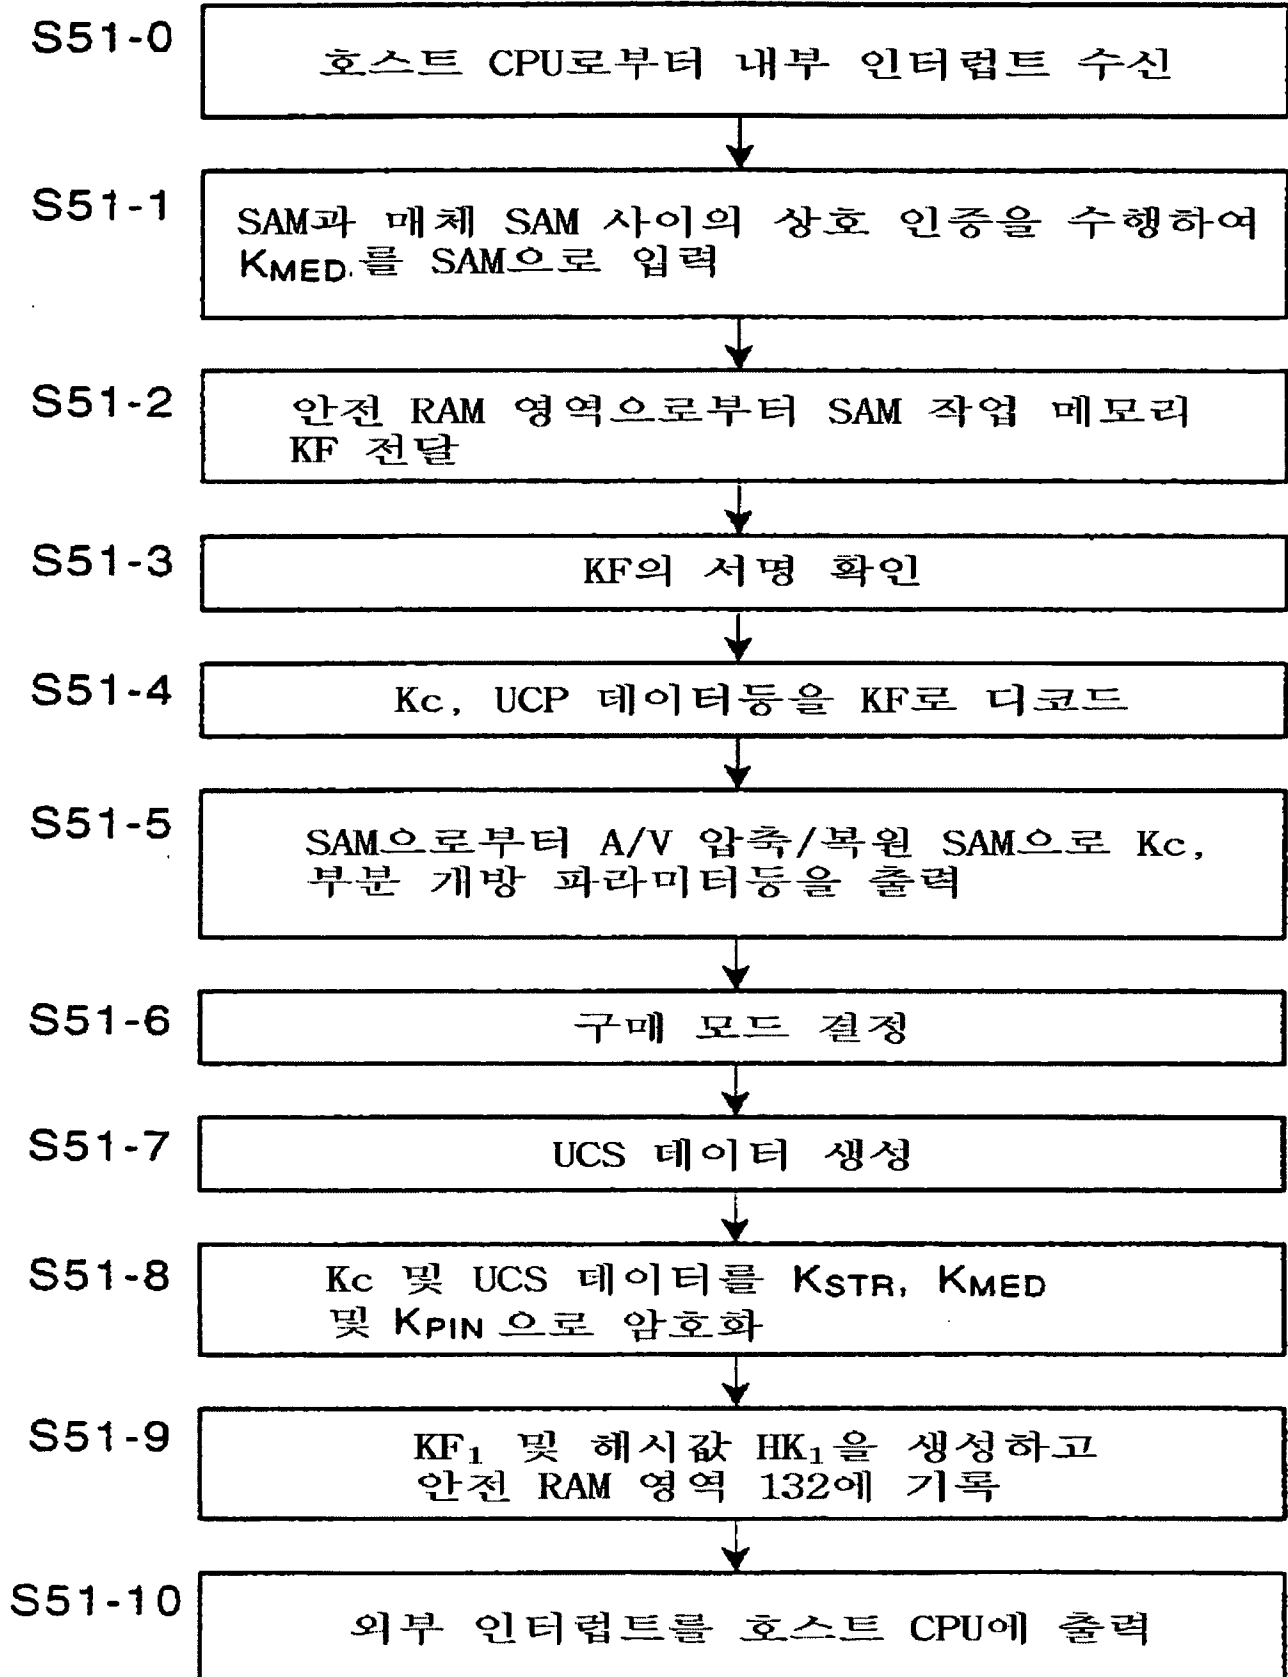 S51-0
호스트 CPU로부터 내부 인터럽트 수신
S51-1
SAM과 매체 SAM 사이의 상호 인증을 수행하여
KMED.를 SAM으로 입력
S51-2
안전 RAM 영역으로부터 SAM 작업 메모리
KF 전달
S51-3
KF의 서명 확인
S51-4
Kc, UCP 데이터등을 KF로 디코드
S51-5
SAM으로부터 A/V 압축/복원 SAM으로 Kc,
부분 개방 파라미터등을 출력
S51-6
구매 모드 결정
S51-7
UCS 데이터 생성
S51-8
Kc 및 UCS 데이터를 KSTR, KMED
및 KPIN 으로 암호화
S51-9
KF₁ 및 해시값 HK₁을 생성하고
안전 RAM 영역 132에 기록
S51-10
외부 인터럽트를 호스트 CPU에 출력